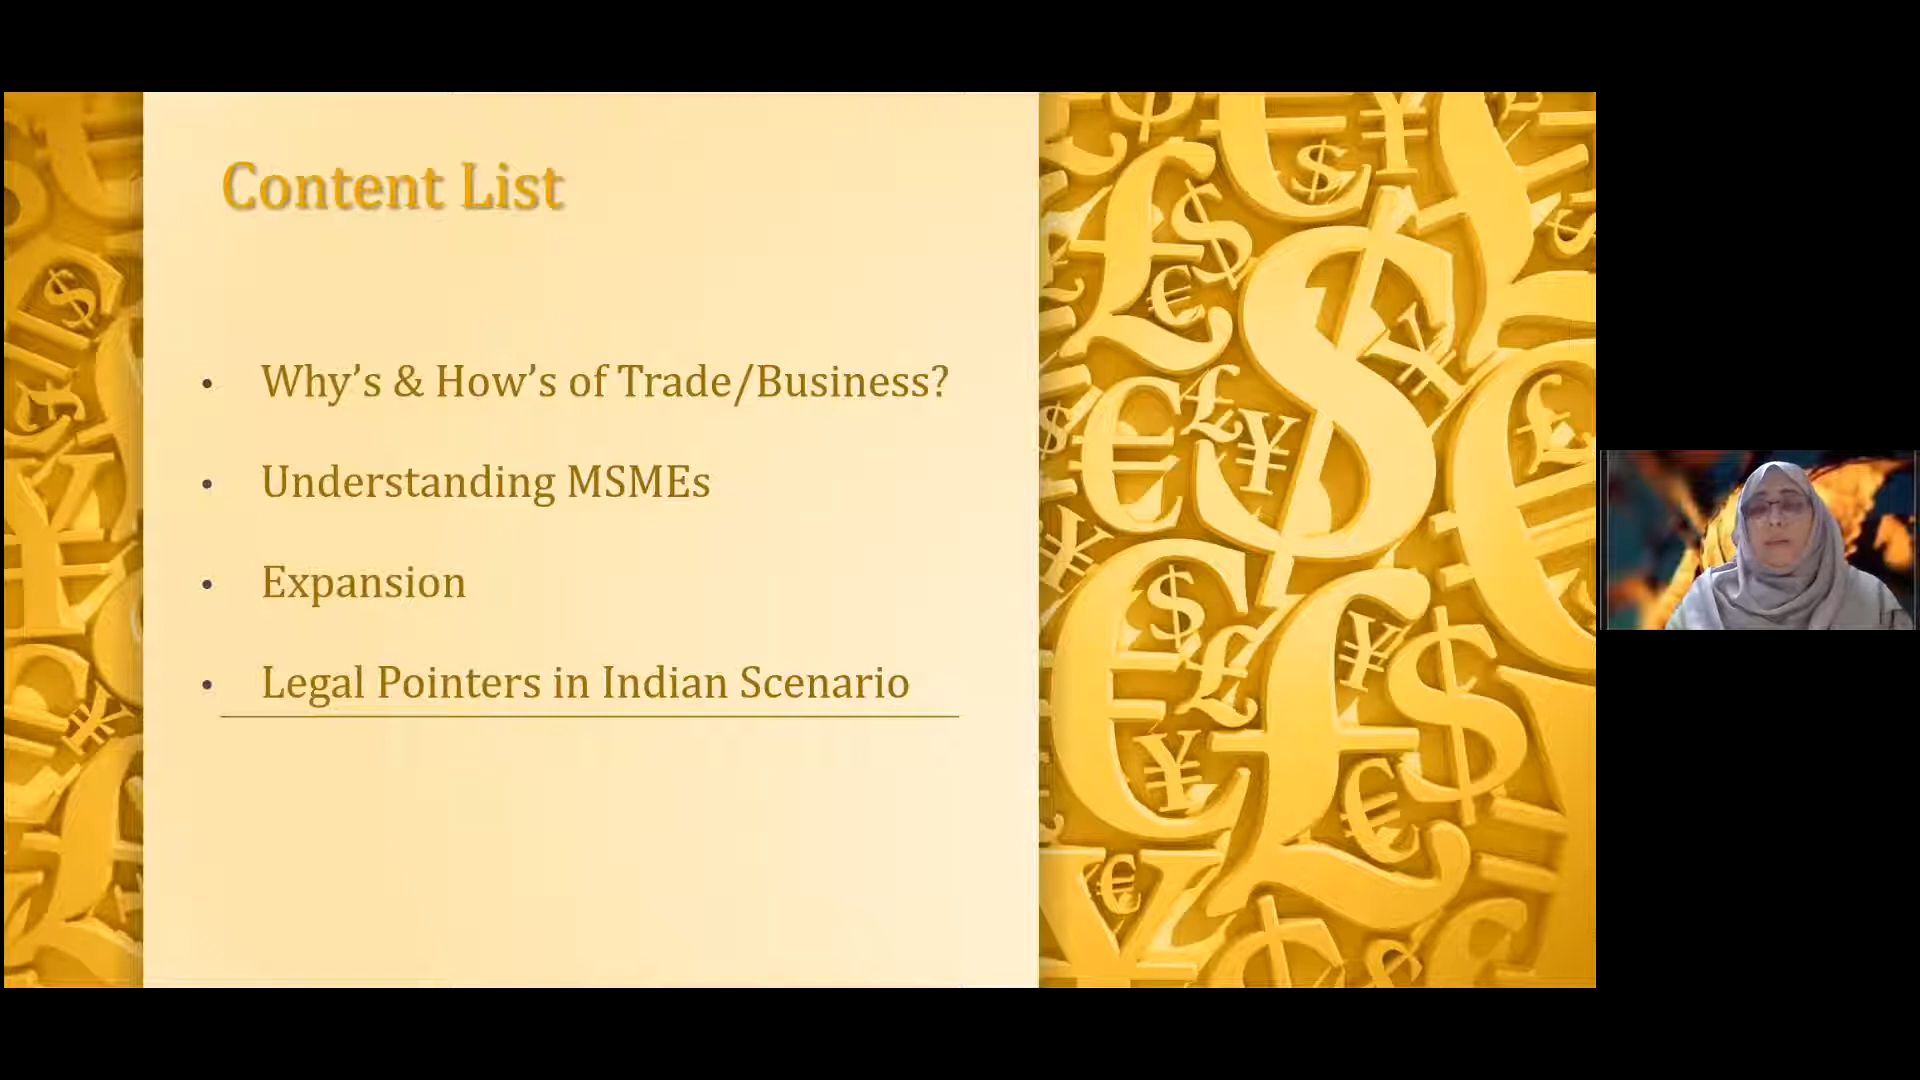 Content List
• Why’s & How’s of Trade/Business?
• Understanding MSMEs
• Expansion
• Legal Pointers in Indian Scenario